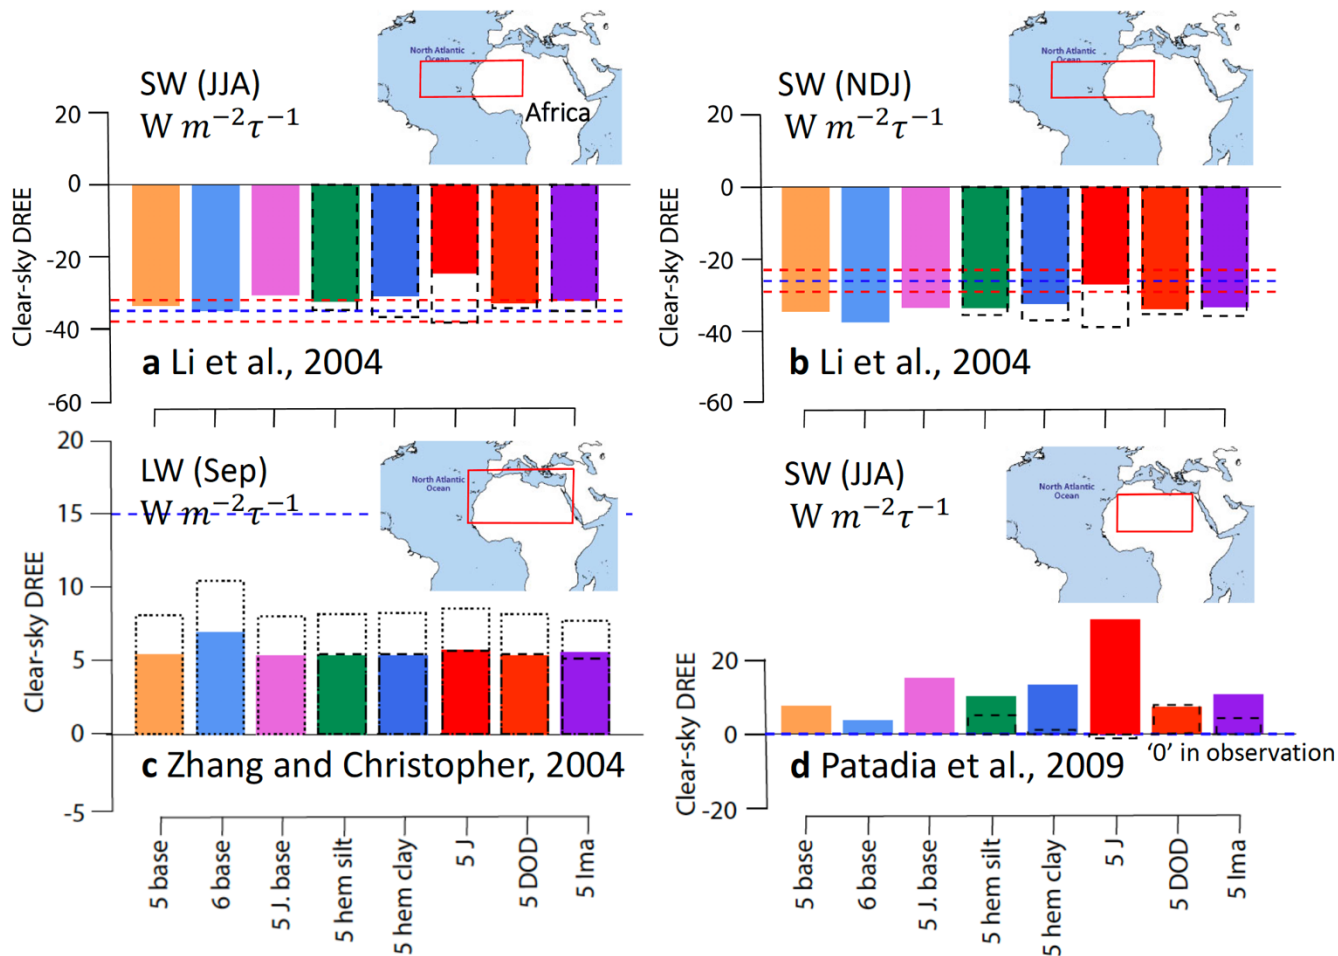 SW (JJA)
W m⁻²τ⁻¹
North Atlantic
Ocean
Africa
20
0
-20
-40
-60
Clear-sky DREE
a Li et al., 2004
SW (NDJ)
W m⁻²τ⁻¹
North Atlantic
Ocean
20
0
-20
-40
-60
Clear-sky DREE
b Li et al., 2004
LW (Sep)
W m⁻²τ⁻¹
North Atlantic
Ocean
20
15
10
5
0
-5
Clear-sky DREE
c Zhang and Christopher, 2004
5 base
6 base
5 J. base
5 hem silt
5 hem clay
5 J
5 DOD
5 Ima
SW (JJA)
W m⁻²τ⁻¹
North Atlantic
Ocean
20
0
-20
Clear-sky DREE
'0' in observation
d Patadia et al., 2009
5 base
6 base
5 J. base
5 hem silt
5 hem clay
5 J
5 DOD
5 Ima